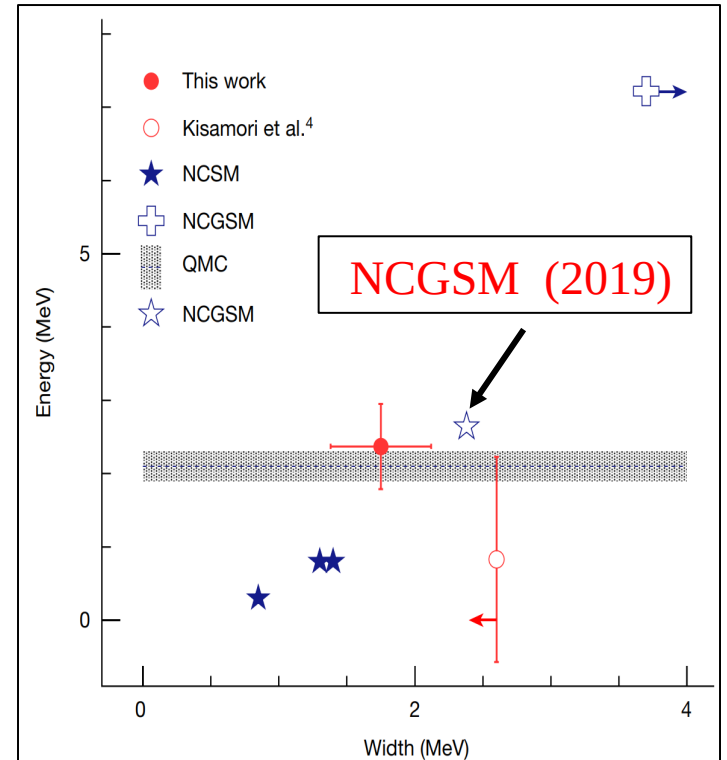 This work
Kisamori et al.4
NCSM
NCGSM
QMC
NCGSM
NCGSM (2019)
5
0
Energy (MeV)
0 2 4
Width (MeV)